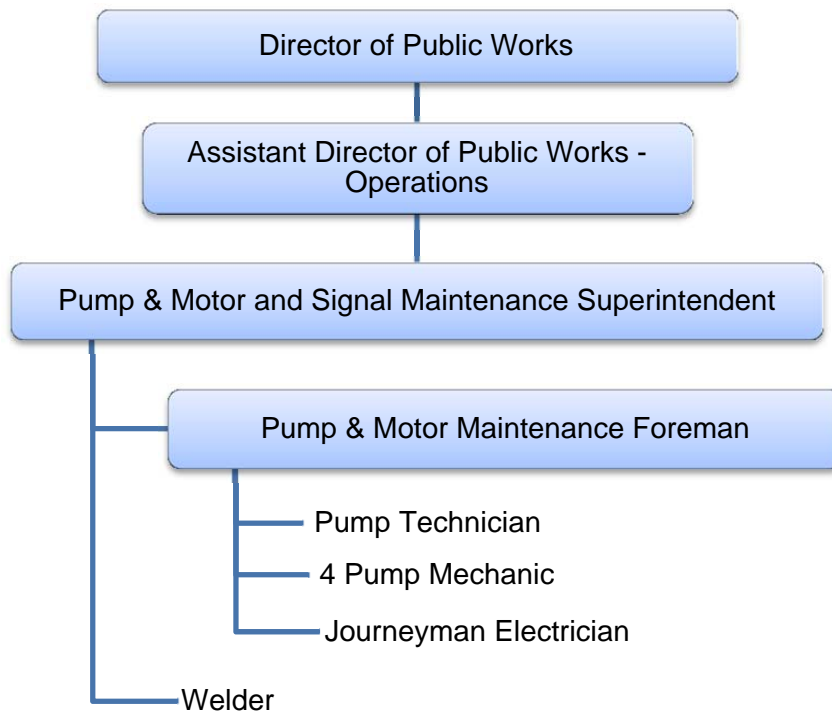 Director of Public Works
Assistant Director of Public Works -
Operations
Pump & Motor and Signal Maintenance Superintendent
Pump & Motor Maintenance Foreman
Pump Technician
4 Pump Mechanic
Journeyman Electrician
Welder